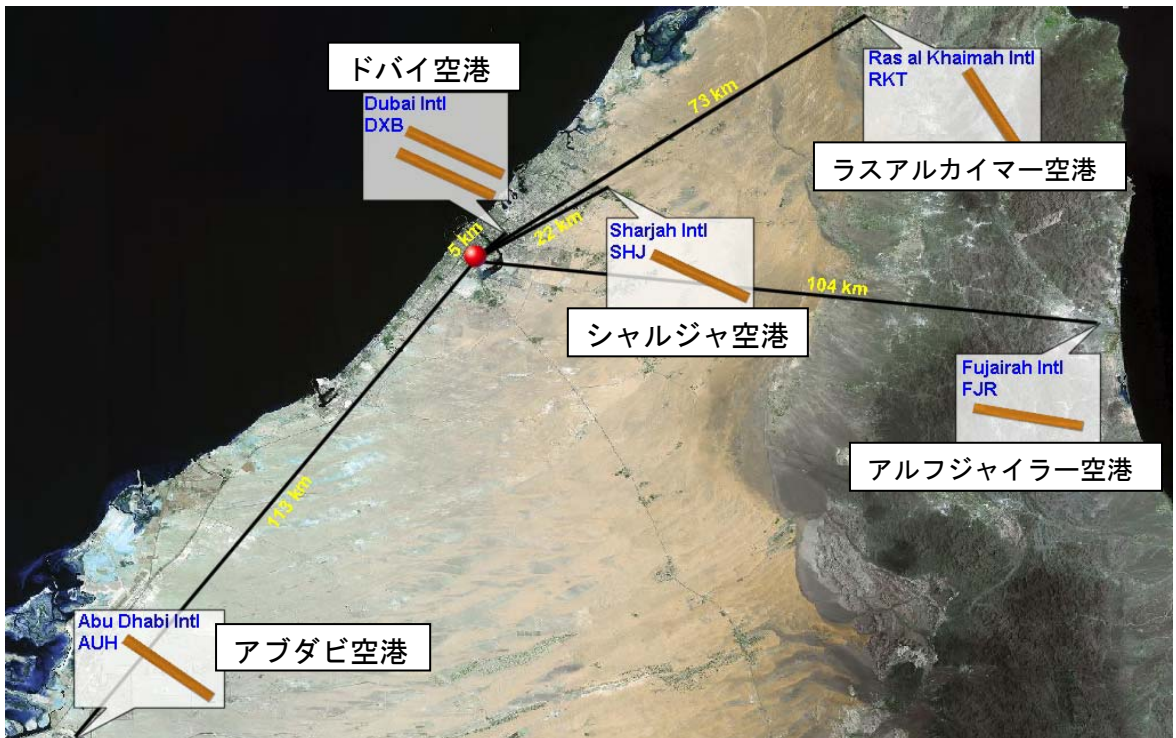 ドバイ空港
Dubai Intl
DXB
Ras al Khaimah Intl
RKT
ラスアルカイマー空港
73 km
22 km
5 km
Sharjah Intl
SHJ
シャルジャ空港
104 km
Fujairah Intl
FJR
アルフジャイラー空港
113 km
Abu Dhabi Intl
AUH
アブダビ空港